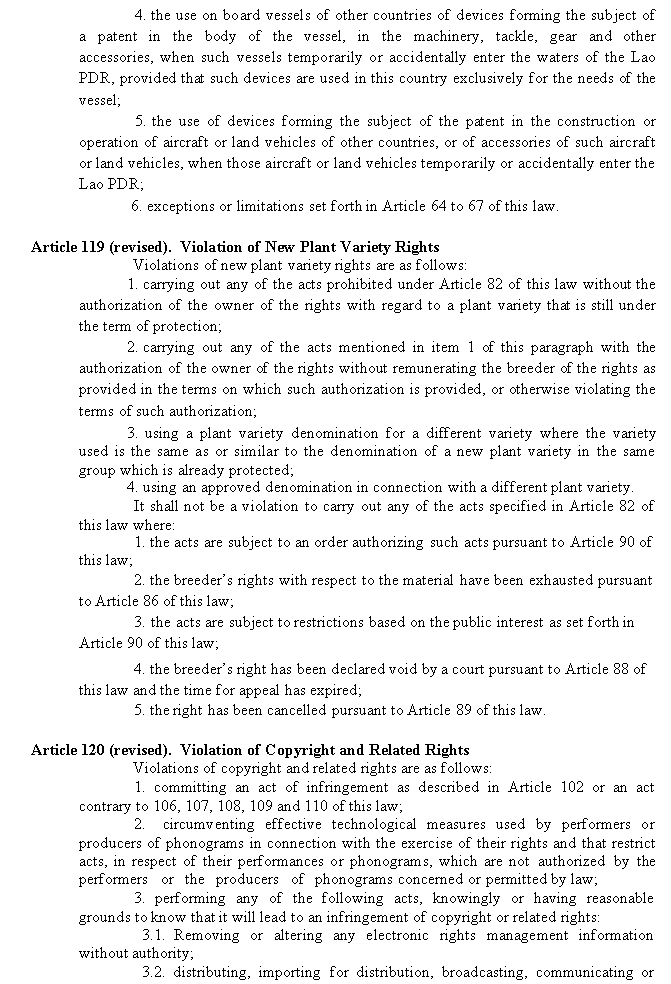 4. the use on board vessels of other countries of devices forming the subject of
a patent in the body of the vessel, in the machinery, tackle, gear and other
accessories, when such vessels temporarily or accidentally enter the waters of the Lao
PDR, provided that such devices are used in this country exclusively for the needs of the
vessel;
5. the use of devices forming the subject of the patent in the construction or
operation of aircraft or land vehicles of other countries, or of accessories of such aircraft
or land vehicles, when those aircraft or land vehicles temporarily or accidentally enter the
Lao PDR;
6. exceptions or limitations set forth in Article 64 to 67 of this law.
Article 119 (revised). Violation of New Plant Variety Rights
Violations of new plant variety rights are as follows:
1. carrying out any of the acts prohibited under Article 82 of this law without the
authorization of the owner of the rights with regard to a plant variety that is still under
the term of protection;
2. carrying out any of the acts mentioned in item 1 of this paragraph with the
authorization of the owner of the rights without remunerating the breeder of the rights as
provided in the terms on which such authorization is provided, or otherwise violating the
terms of such authorization;
3. using a plant variety denomination for a different variety where the variety
used is the same as or similar to the denomination of a new plant variety in the same
group which is already protected;
4. using an approved denomination in connection with a different plant variety.
It shall not be a violation to carry out any of the acts specified in Article 82 of
this law where:
1. the acts are subject to an order authorizing such acts pursuant to Article 90 of
this law;
2. the breeder's rights with respect to the material have been exhausted pursuant
to Article 86 of this law;
3. the acts are subject to restrictions based on the public interest as set forth in
Article 90 of this law;
4. the breeder's right has been declared void by a court pursuant to Article 88 of
this law and the time for appeal has expired;
5. the right has been cancelled pursuant to Article 89 of this law.
Article 120 (revised). Violation of Copyright and Related Rights
Violations of copyright and related rights are as follows:
1. committing an act of infringement as described in Article 102 or an act
contrary to 106, 107, 108, 109 and 110 of this law;
2. circumventing effective technological measures used by performers or
producers of phonograms in connection with the exercise of their rights and that restrict
acts, in respect of their performances or phonograms, which are not authorized by the
performers or the producers of phonograms concerned or permitted by law;
3. performing any of the following acts, knowingly or having reasonable
grounds to know that it will lead to an infringement of copyright or related rights:
3.1. Removing or altering any electronic rights management information
without authority;
3.2. distributing, importing for distribution, broadcasting, communicating or